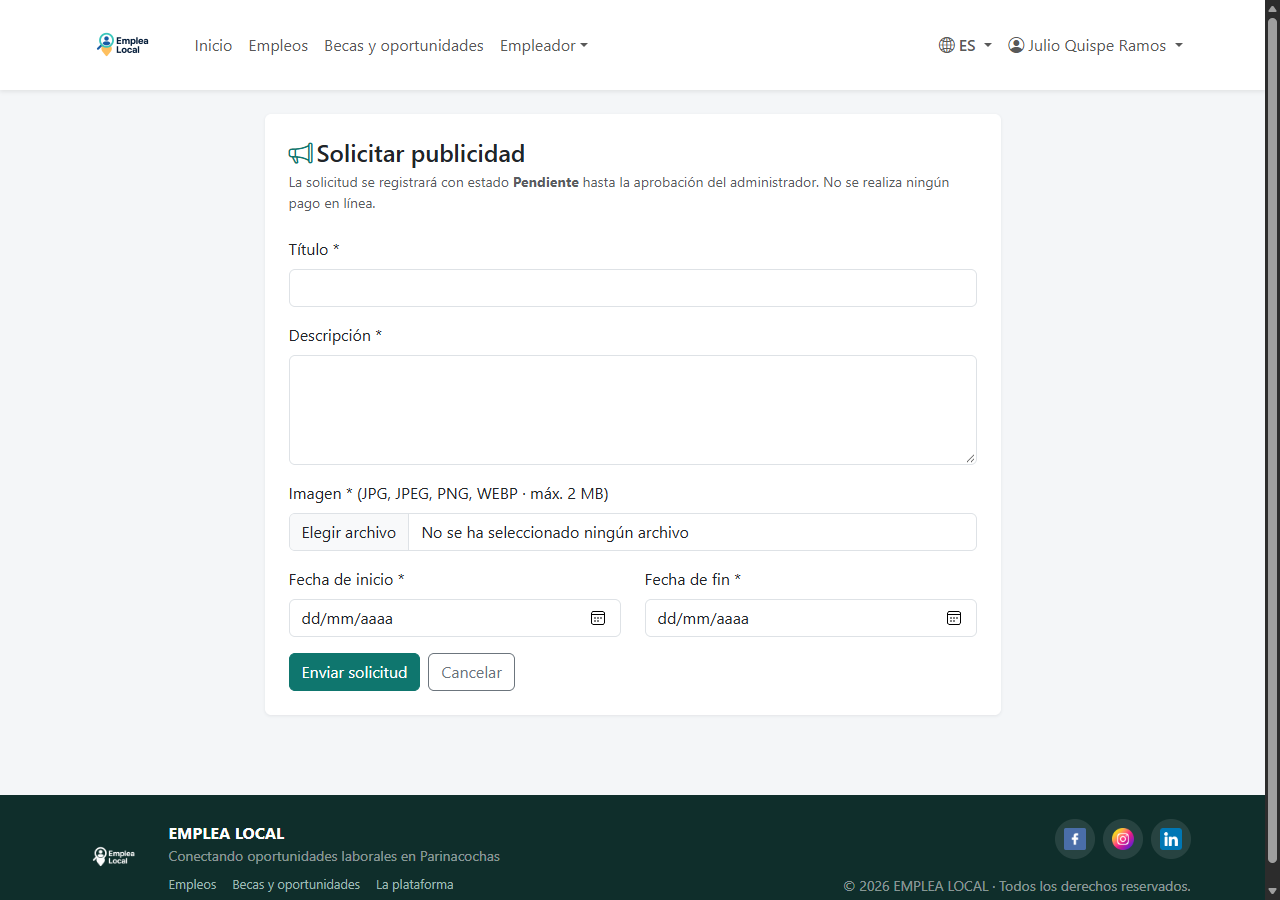 Emplea
Local
Inicio
Empleos
Becas y oportunidades
Empleador
ES
Julio Quispe Ramos
Solicitar publicidad
La solicitud se registrará con estado Pendiente hasta la aprobación del administrador. No se realiza ningún
pago en línea.
Título *
Descripción *
Imagen * (JPG, JPEG, PNG, WEBP · máx. 2 MB)
Elegir archivo
No se ha seleccionado ningún archivo
Fecha de inicio *
Fecha de fin *
dd/mm/aaaa
dd/mm/aaaa
Enviar solicitud
Cancelar
Emplea
Local
EMPLEA LOCAL
Conectando oportunidades laborales en Parinacochas
Empleos
Becas y oportunidades
La plataforma
© 2026 EMPLEA LOCAL · Todos los derechos reservados.